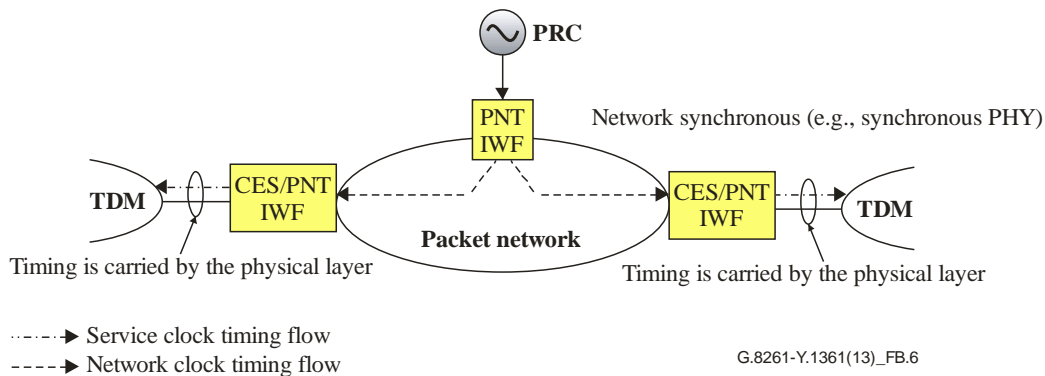 PRC
PNT
IWF
Network synchronous (e.g., synchronous PHY)
TDM
CES/PNT
IWF
CES/PNT
IWF
TDM
Packet network
Timing is carried by the physical layer
Timing is carried by the physical layer
Service clock timing flow
Network clock timing flow
G.8261-Y.1361(13)_FB.6